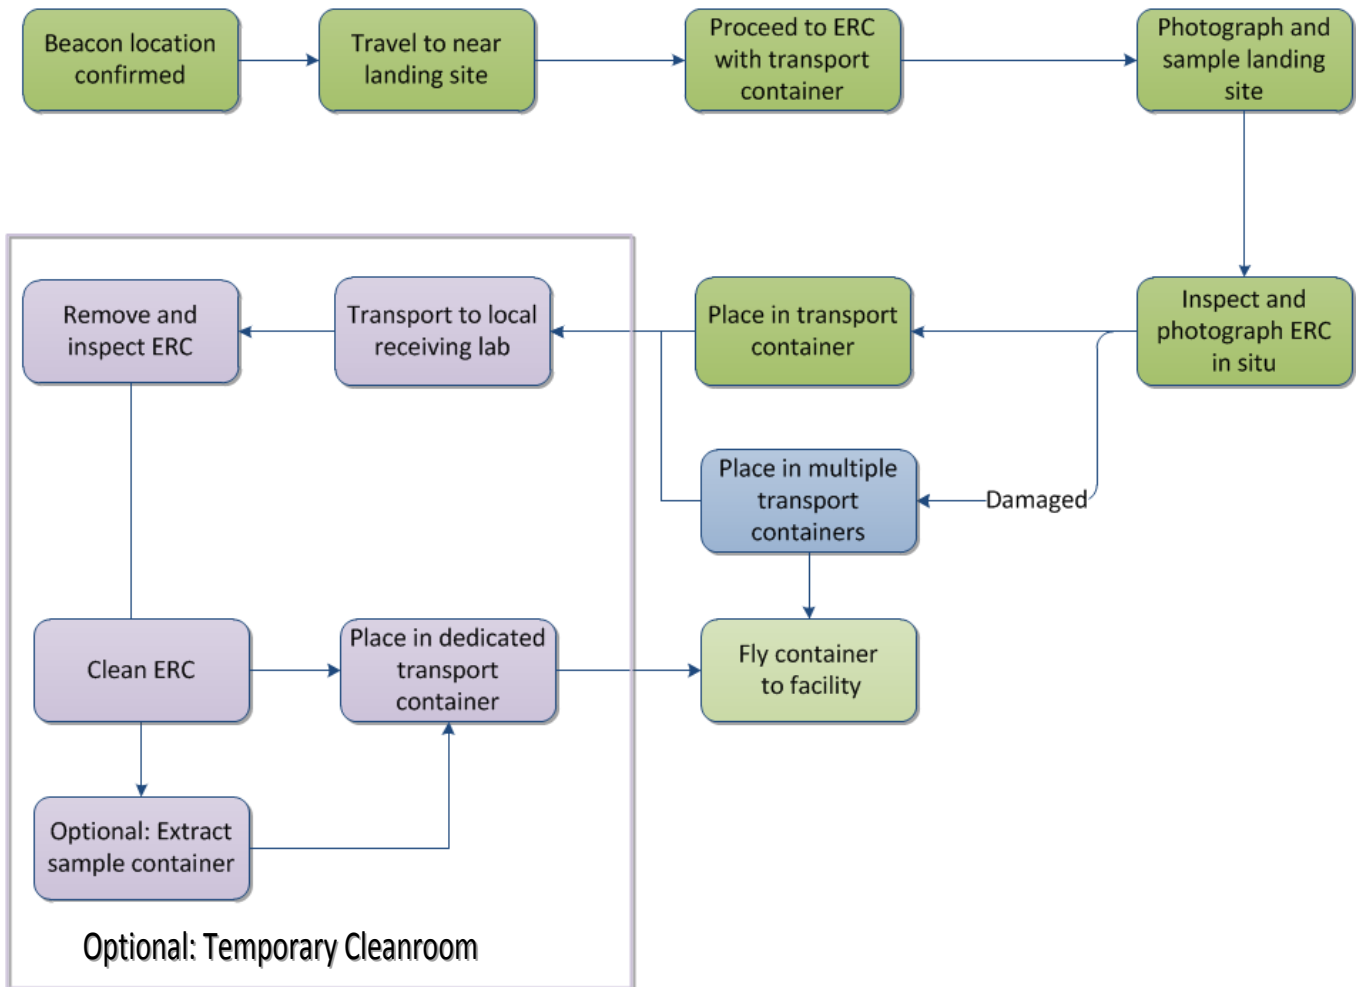 Beacon location
confirmed
Travel to near
landing site
Proceed to ERC
with transport
container
Photograph and
sample landing
site
Remove and
inspect ERC
Transport to local
receiving lab
Place in transport
container
Inspect and
photograph ERC
in situ
Place in multiple
transport
containers
Damaged
Clean ERC
Place in dedicated
transport
container
Fly container
to facility
Optional: Extract
sample container
Optional: Temporary Cleanroom